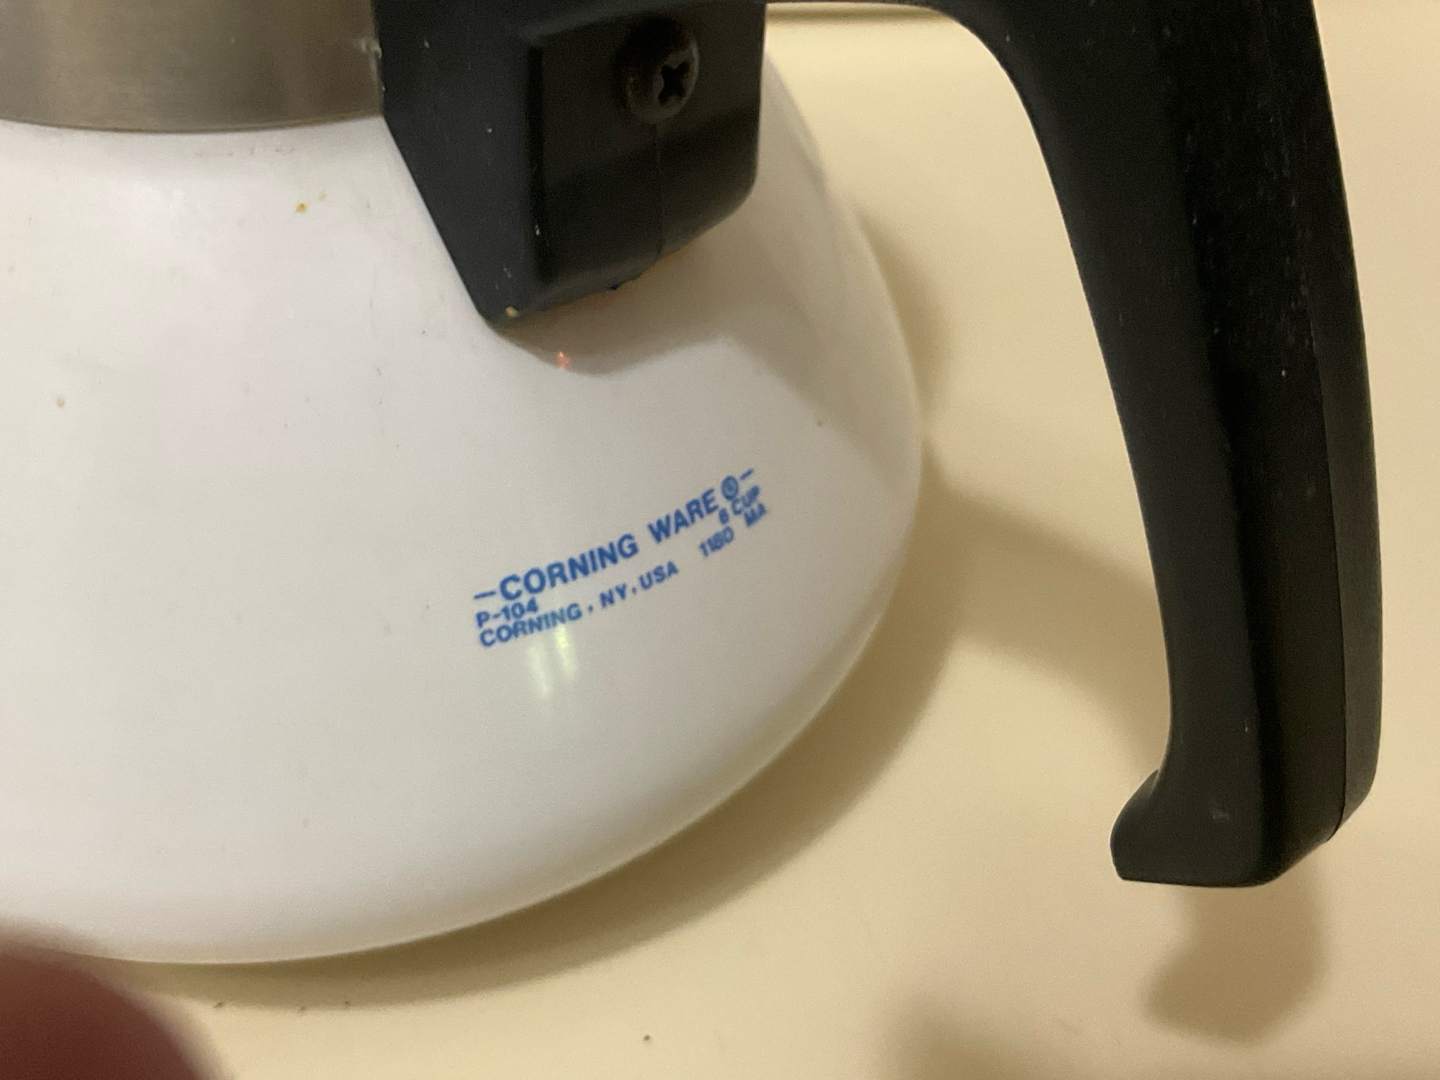 —CORNING WARE ®—
P-104 6 CUP
CORNING, NY, USA 1180 MA